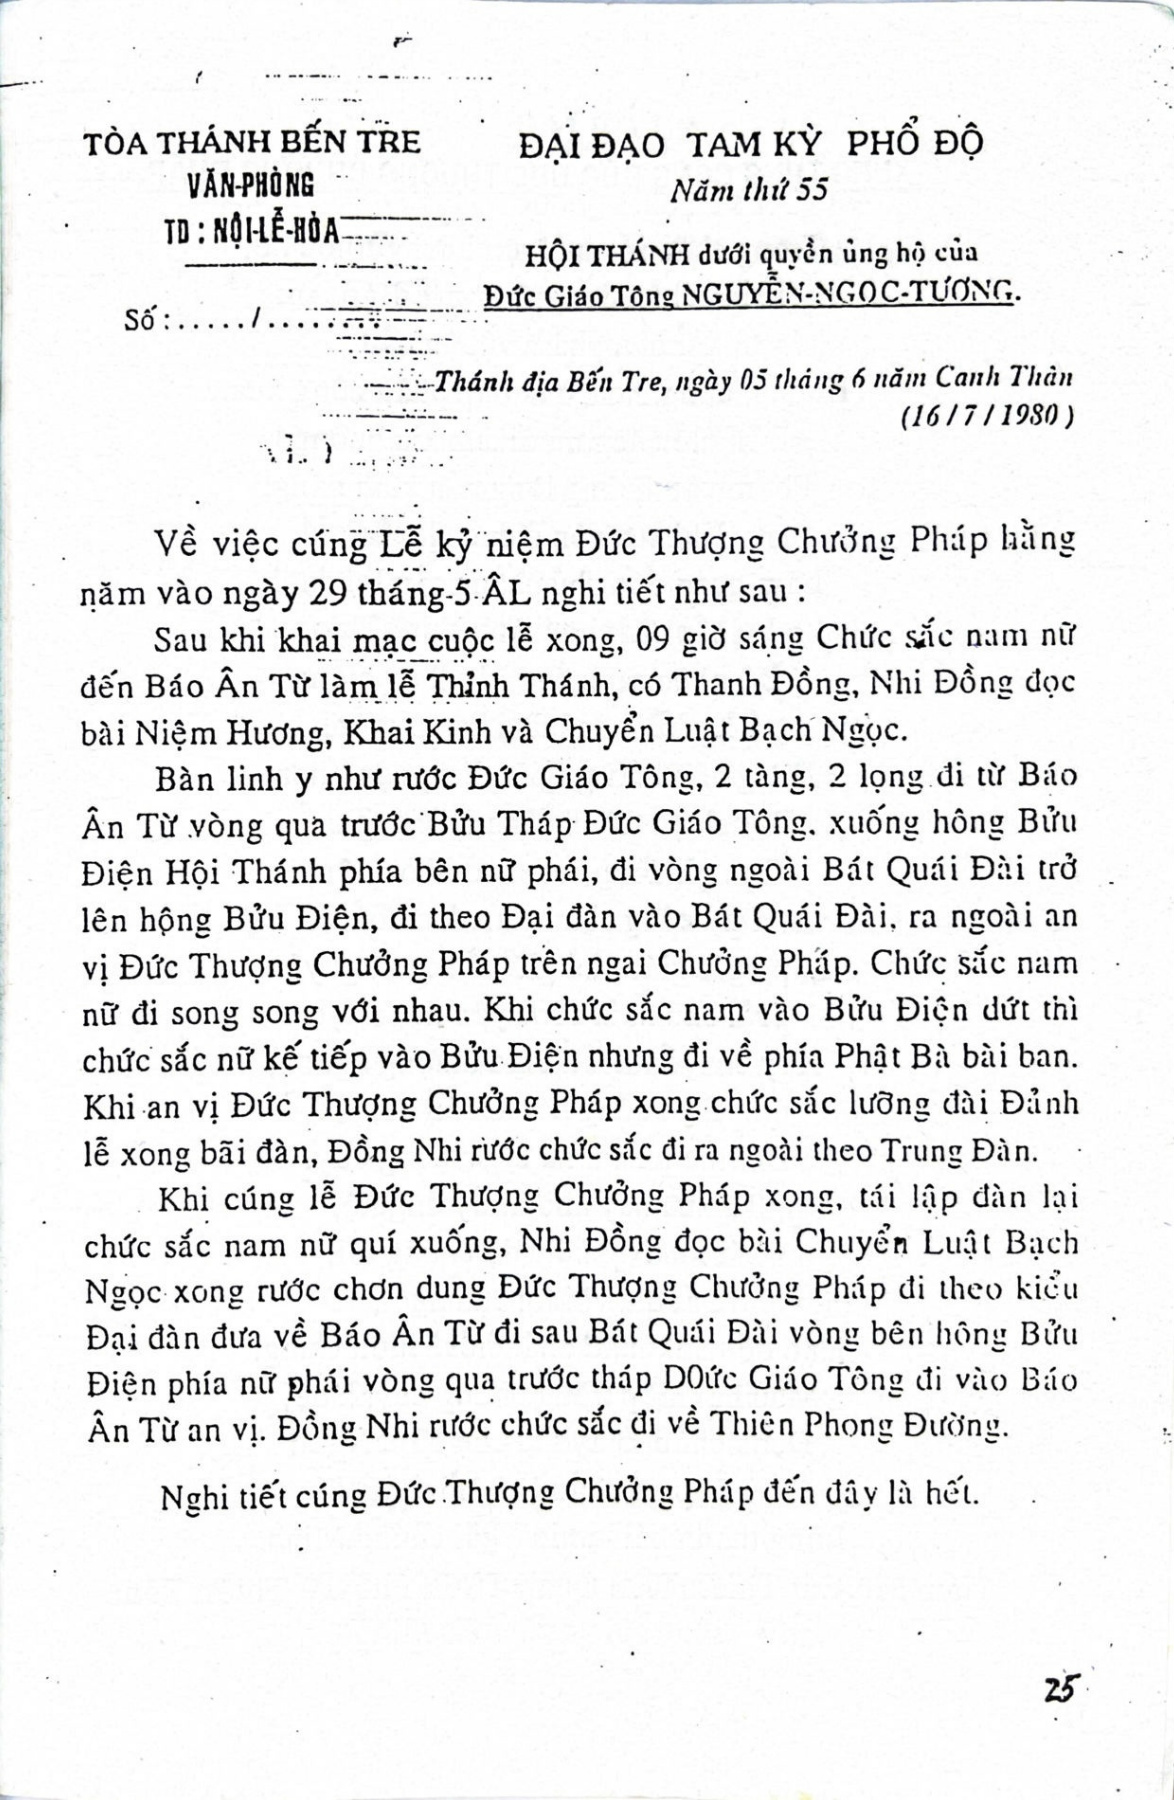 TÒA THÁNH BẾN TRE
VĂN-PHÒNG
TD : NỘI-LỄ-HÒA
Số : ..... / ........
ĐẠI ĐẠO TAM KỲ PHỔ ĐỘ
Năm thứ 55
HỘI THÁNH dưới quyền ủng hộ của
Đức Giáo Tông NGUYỄN-NGỌC-TƯƠNG.
Thánh địa Bến Tre, ngày 05 tháng 6 năm Canh Thân
(16/7/1980)
Về việc cúng Lễ kỷ niệm Đức Thượng Chưởng Pháp hằng
năm vào ngày 29 tháng 5 ÂL nghi tiết như sau :
Sau khi khai mạc cuộc lễ xong, 09 giờ sáng Chức sắc nam nữ
đến Báo Ân Từ làm lễ Thỉnh Thánh, có Thanh Đồng, Nhi Đồng đọc
bài Niệm Hương, Khai Kinh và Chuyển Luật Bạch Ngọc.
Bàn linh y như rước Đức Giáo Tông, 2 tàng, 2 lọng đi từ Báo
Ân Từ vòng qua trước Bửu Tháp Đức Giáo Tông. xuống hông Bửu
Điện Hội Thánh phía bên nữ phái, đi vòng ngoài Bát Quái Đài trở
lên hộng Bửu Điện, đi theo Đại đàn vào Bát Quái Đài, ra ngoài an
vị Đức Thượng Chưởng Pháp trên ngai Chưởng Pháp. Chức sắc nam
nữ đi song song với nhau. Khi chức sắc nam vào Bửu Điện dứt thì
chức sắc nữ kế tiếp vào Bửu Điện nhưng đi về phía Phật Bà bài ban.
Khi an vị Đức Thượng Chưởng Pháp xong chức sắc lưỡng đài Đảnh
lễ xong bãi đàn, Đồng Nhi rước chức sắc đi ra ngoài theo Trung Đàn.
Khi cúng lễ Đức Thượng Chưởng Pháp xong, tái lập đàn lại
chức sắc nam nữ quí xuống, Nhi Đồng đọc bài Chuyển Luật Bạch
Ngọc xong rước chơn dung Đức Thượng Chưởng Pháp đi theo kiểu
Đại đàn đưa về Báo Ân Từ đi sau Bát Quái Đài vòng bên hông Bửu
Điện phía nữ phái vòng qua trước tháp D0ức Giáo Tông đi vào Báo
Ân Từ an vị. Đồng Nhi rước chức sắc đi về Thiên Phong Đường.
Nghi tiết cúng Đức Thượng Chưởng Pháp đến đây là hết.
25